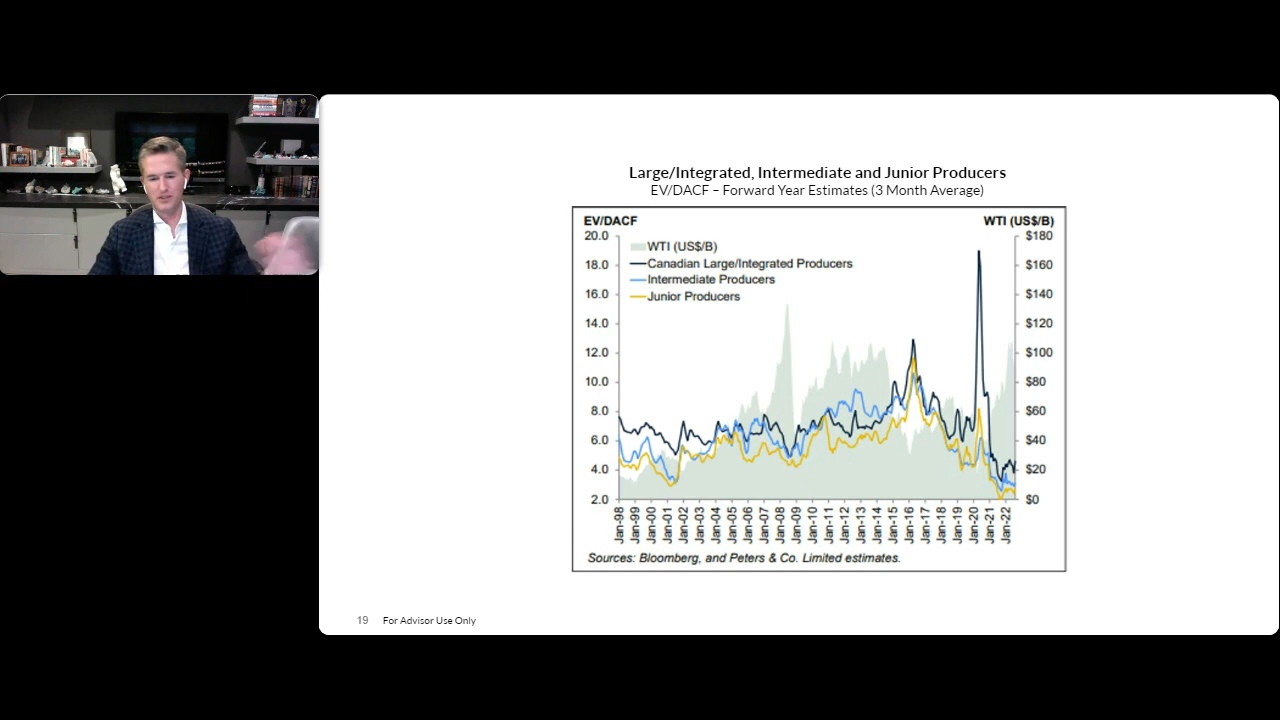 Large/Integrated, Intermediate and Junior Producers
EV/DACF – Forward Year Estimates (3 Month Average)
EV/DACF
WTI (US$/B)
20.0
18.0
16.0
14.0
12.0
10.0
8.0
6.0
4.0
2.0
WTI (US$/B)
Canadian Large/Integrated Producers
Intermediate Producers
Junior Producers
$180
$160
$140
$120
$100
$80
$60
$40
$20
$0
Jan-98
Jan-99
Jan-00
Jan-01
Jan-02
Jan-03
Jan-04
Jan-05
Jan-06
Jan-07
Jan-08
Jan-09
Jan-10
Jan-11
Jan-12
Jan-13
Jan-14
Jan-15
Jan-16
Jan-17
Jan-18
Jan-19
Jan-20
Jan-21
Jan-22
Sources: Bloomberg, and Peters & Co. Limited estimates.
19 For Advisor Use Only